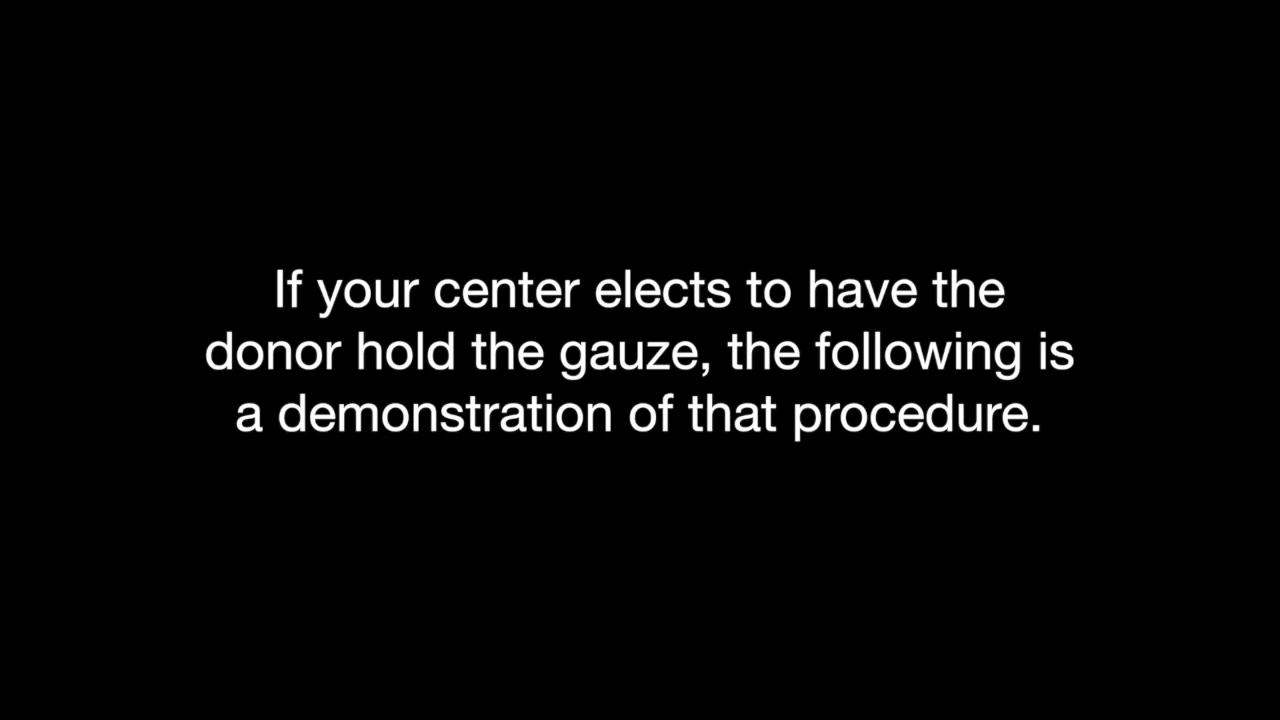 If your center elects to have the
donor hold the gauze, the following is
a demonstration of that procedure.